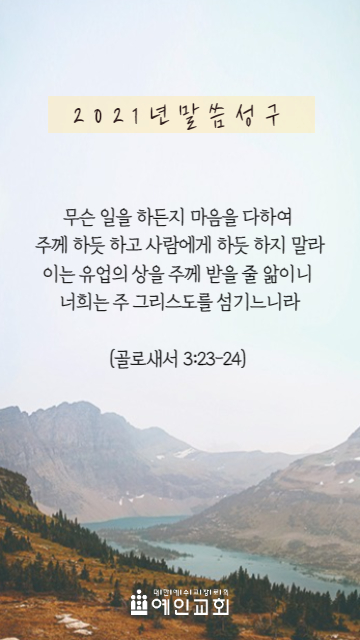 2021년말씀성구
무슨 일을 하든지 마음을 다하여
주께 하듯 하고 사람에게 하듯 하지 말라
이는 유업의 상을 주께 받을 줄 앎이니
너희는 주 그리스도를 섬기느니라
(골로새서 3:23-24)
예인교회